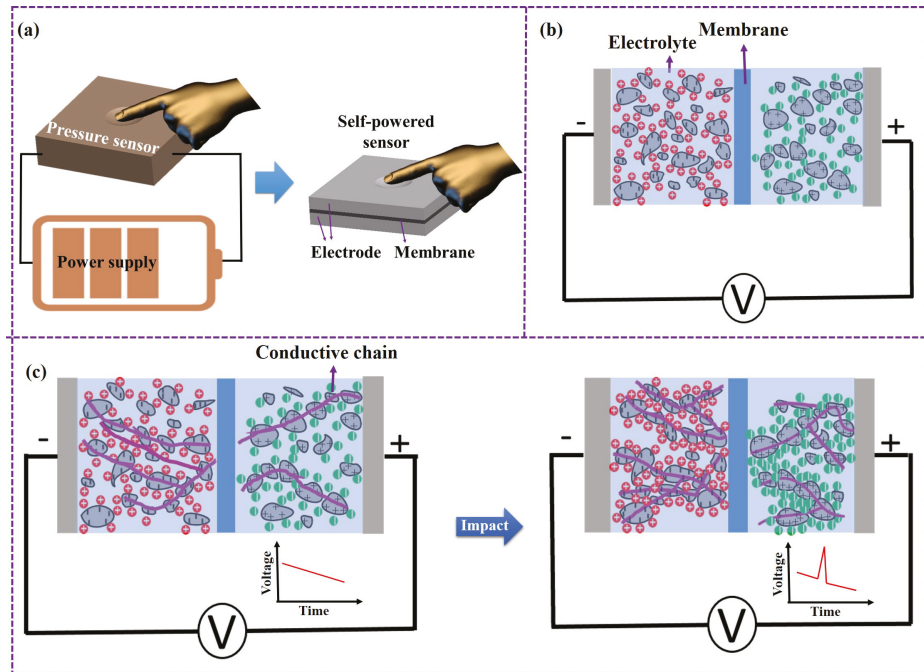 (a)
Pressure sensor
Power supply
Self-powered
sensor
Electrode
Membrane
(b)
Electrolyte
Membrane
-
+
V
(c)
Conductive chain
-
+
Voltage
Time
V
Impact
-
+
Voltage
Time
V